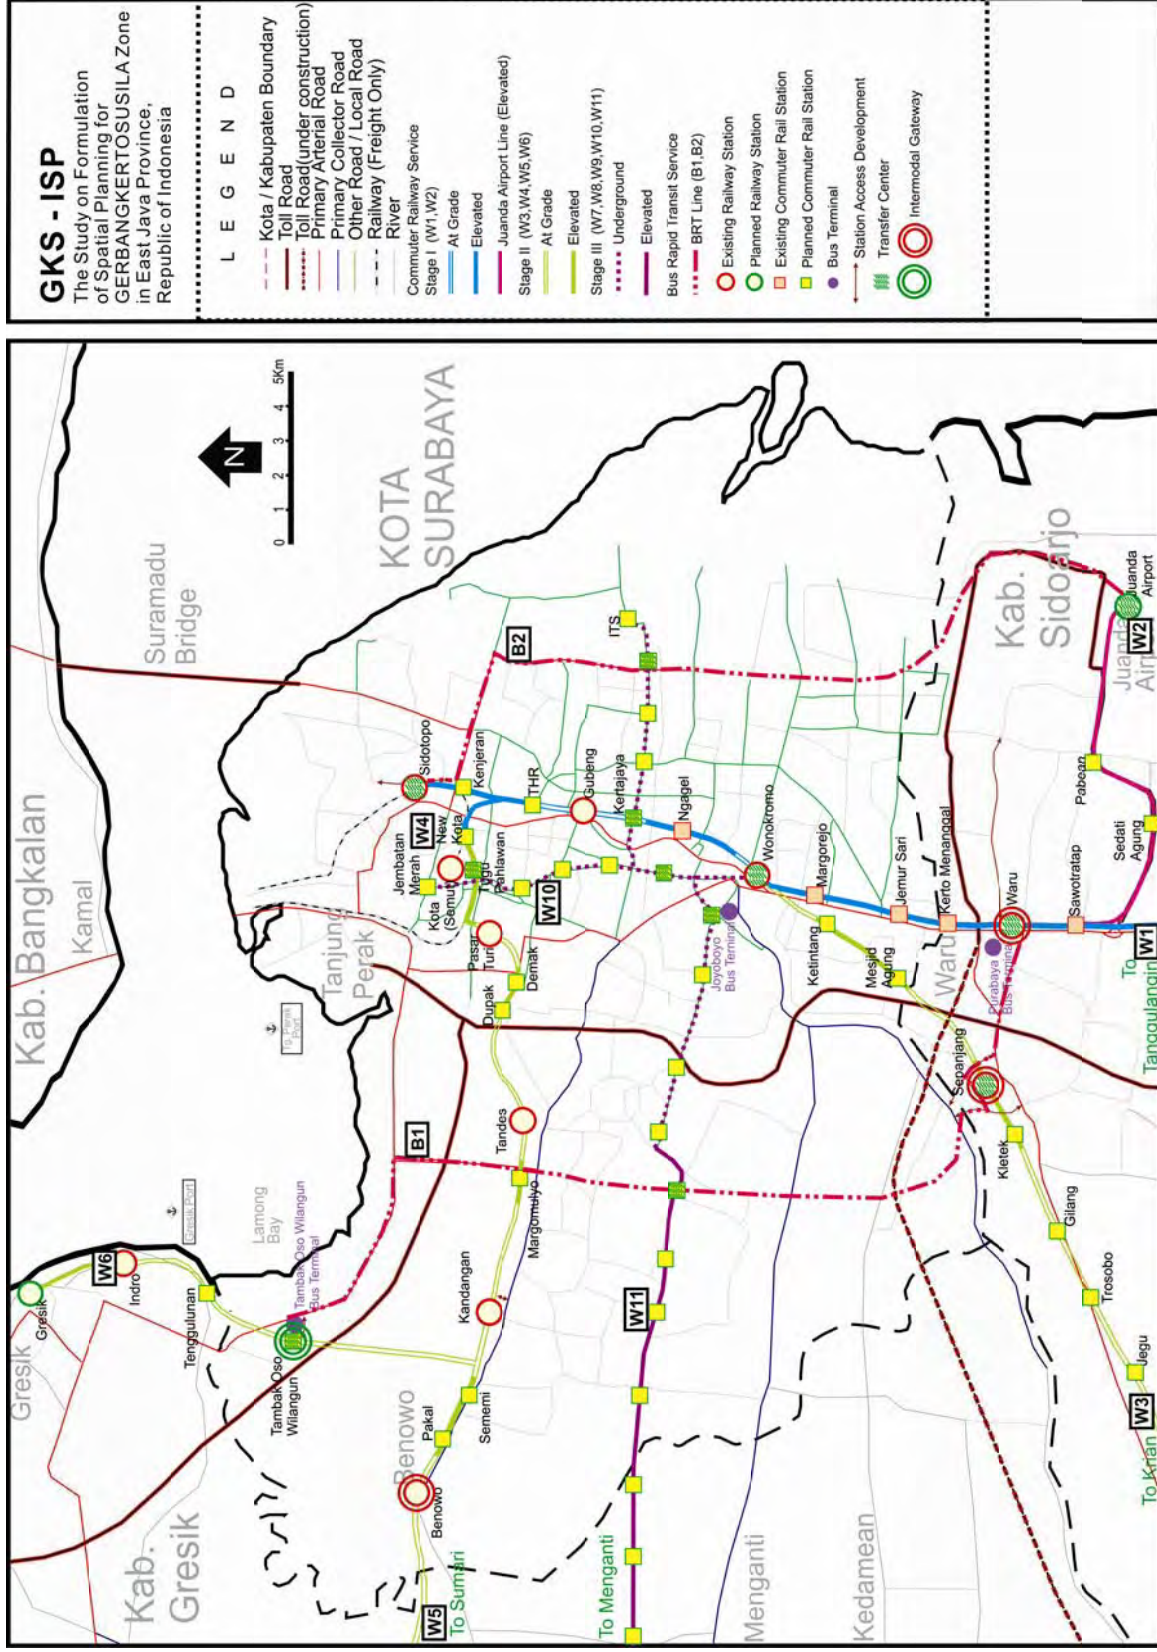 GKS - ISP
The Study on Formulation
of Spatial Planning for
GERBANGKERTOSUSILA Zone
in East Java Province,
Republic of Indonesia
L E G E N D
Kota / Kabupaten Boundary
Toll Road
Toll Road(under construction)
Primary Arterial Road
Primary Collector Road
Other Road / Local Road
Railway (Freight Only)
River
Commuter Railway Service
Stage I (W1,W2)
At Grade
Elevated
Juanda Airport Line (Elevated)
Stage II (W3,W4,W5,W6)
At Grade
Elevated
Stage III (W7,W8,W9,W10,W11)
Underground
Elevated
Bus Rapid Transit Service
BRT Line (B1,B2)
Existing Railway Station
Planned Railway Station
Existing Commuter Rail Station
Planned Commuter Rail Station
Bus Terminal
Station Access Development
Transfer Center
Intermodal Gateway
Kab. Bangkalan
Kamal
Suramadu
Bridge
N
0 1 2 3 4 5Km
KOTA
SURABAYA
Tanjung
Perak
Tg. Perak
Port
Gresik
Gresik
W6
Indro
Gresik Port
Lamong
Bay
Tenggulunan
Tambak Oso Wilangun
Bus Terminal
Tambak Oso
Wilangun
Kab.
Gresik
B1
Sidotopo
Kenjeran
W4
New
Kota
Jembatan
Merah
Kota
(Semut)
Tugu
Pahlawan
W10
THR
Gubeng
Kertajaya
B2
ITS
Pasar
Turi
Demak
Dupak
Tandes
Margomulyo
Kandangan
Sememi
Pakal
Benowo
Benowo
W5
To Sumari
To Menganti
W11
Menganti
Kedamean
Ngagel
Wonokromo
Joyoboyo
Bus Terminal
Margorejo
Jemur Sari
Kerto Menanggal
Ketintang
Mesjid
Agung
Waru
Waru
Purabaya
Bus Terminal
Sawotratap
W1
To
Tanggulangin
Sepanjang
Kletek
Gilang
Trosobo
Jegu
W3
To Krian
Kab.
Sidoarjo
Juanda
Airport
W2
Juanda
Airp
Pabean
Sedati
Agung